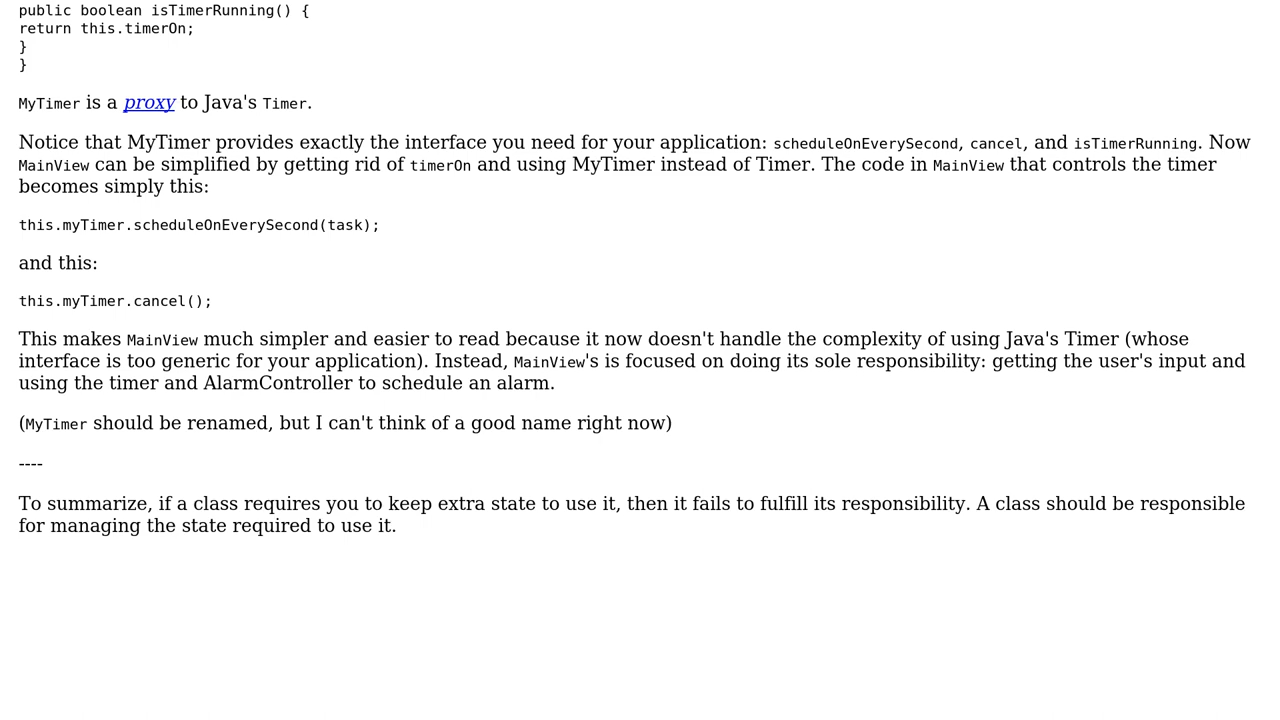 public boolean isTimerRunning() {
return this.timerOn;
}
}
MyTimer is a proxy to Java's Timer.
Notice that MyTimer provides exactly the interface you need for your application: scheduleOnEverySecond, cancel, and isTimerRunning. Now
MainView can be simplified by getting rid of timerOn and using MyTimer instead of Timer. The code in MainView that controls the timer
becomes simply this:
this.myTimer.scheduleOnEverySecond(task);
and this:
this.myTimer.cancel();
This makes MainView much simpler and easier to read because it now doesn't handle the complexity of using Java's Timer (whose
interface is too generic for your application). Instead, MainView's is focused on doing its sole responsibility: getting the user's input and
using the timer and AlarmController to schedule an alarm.
(MyTimer should be renamed, but I can't think of a good name right now)
----
To summarize, if a class requires you to keep extra state to use it, then it fails to fulfill its responsibility. A class should be responsible
for managing the state required to use it.